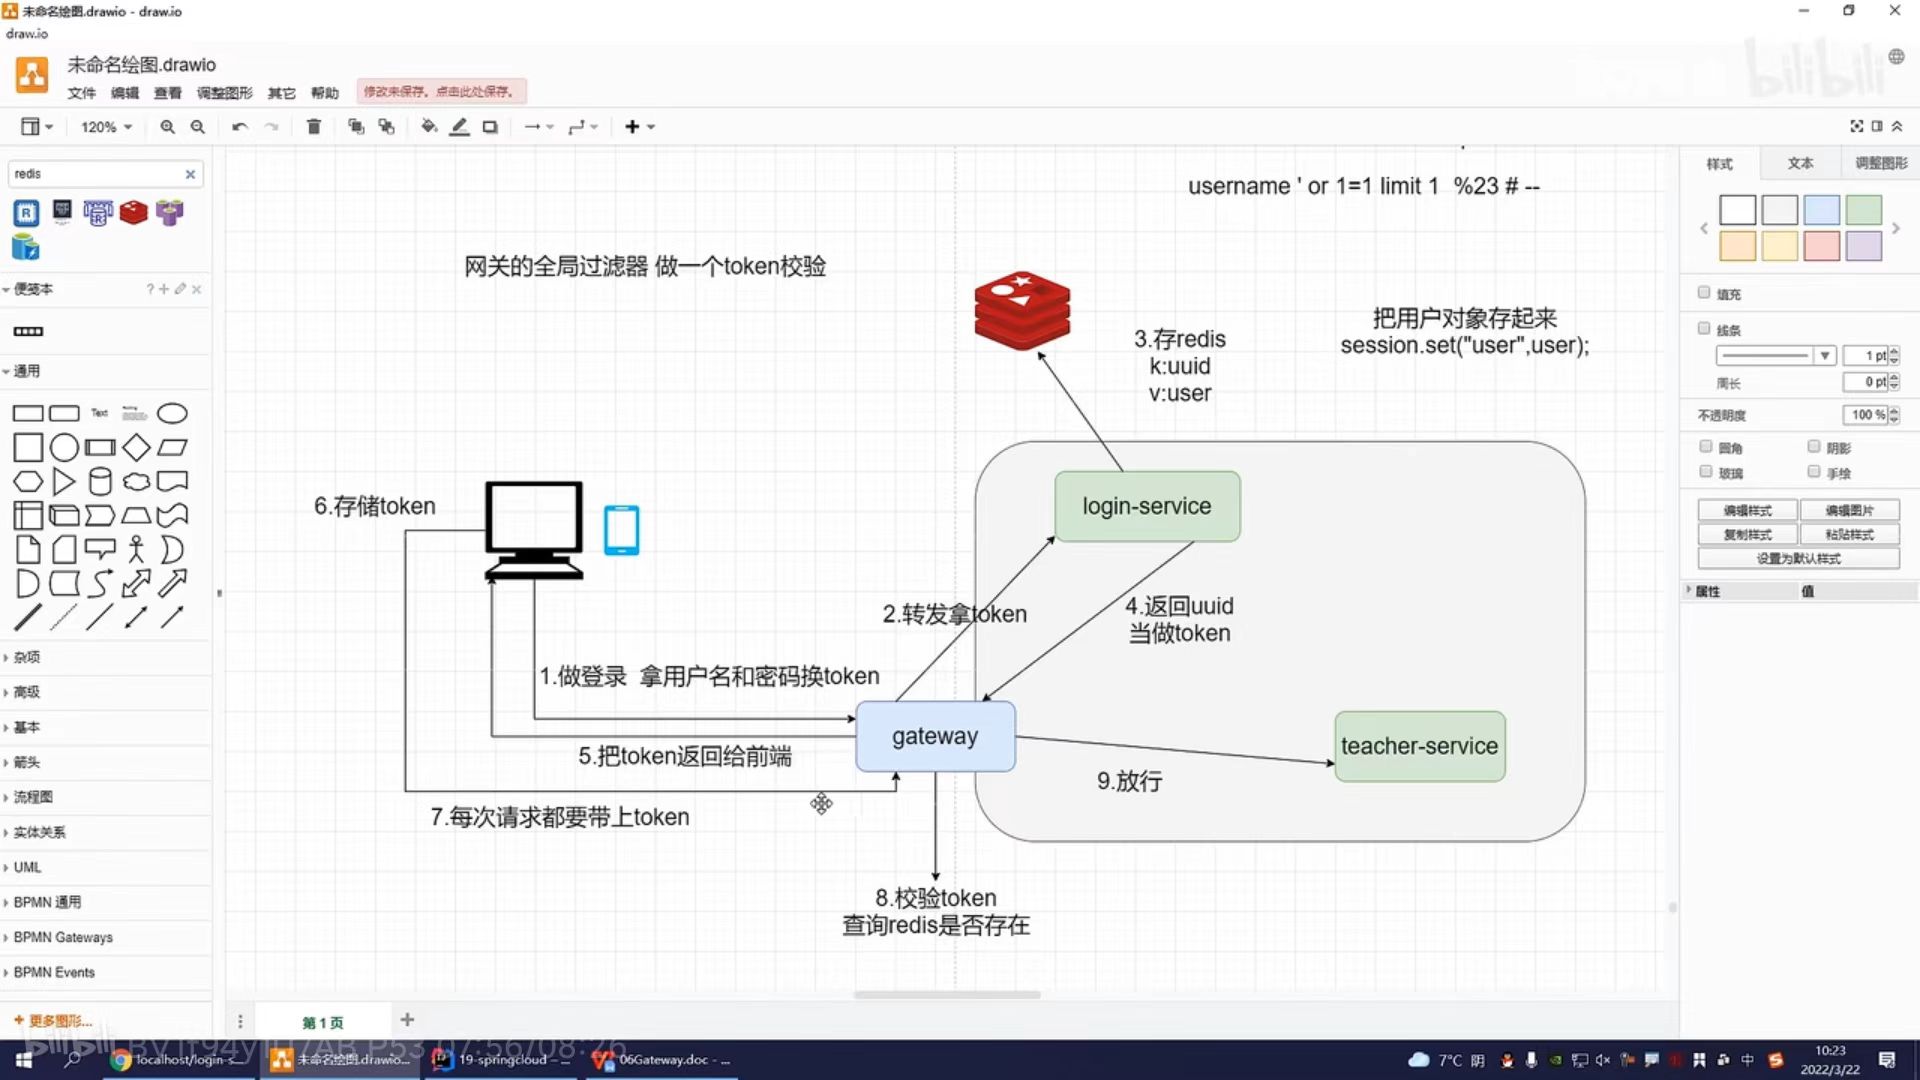 未命名绘图.drawio - draw.io
draw.io
未命名绘图.drawio
文件 编辑 查看 调整图形 其它 帮助
修改未保存。点击此处保存。
bilibili
120%
redis
样式 文本 调整图形
username ' or 1=1 limit 1 %23 # --
网关的全局过滤器 做一个token校验
便笺本
填充
把用户对象存起来
session.set("user",user);
3.存redis
k:uuid
v:user
线条
1 pt
通用
周长
0 pt
Text
不透明度
100 %
圆角 阴影
玻璃 手绘
6.存储token
login-service
编辑样式 编辑图片
复制样式 粘贴样式
设置为默认样式
属性 值
2.转发拿token
4.返回uuid
当做token
杂项
1.做登录 拿用户名和密码换token
高级
基本
gateway
teacher-service
5.把token返回给前端
箭头
9.放行
流程图
7.每次请求都要带上token
实体关系
UML
8.校验token
查询redis是否存在
BPMN 通用
BPMN Gateways
BPMN Events
更多图形...
第 1 页
bilibili
localhost/login-s...
未命名绘图.drawio...
19-springcloud - ...
06Gateway.doc - ...
7°C 阴
中
10:23
2022/3/22